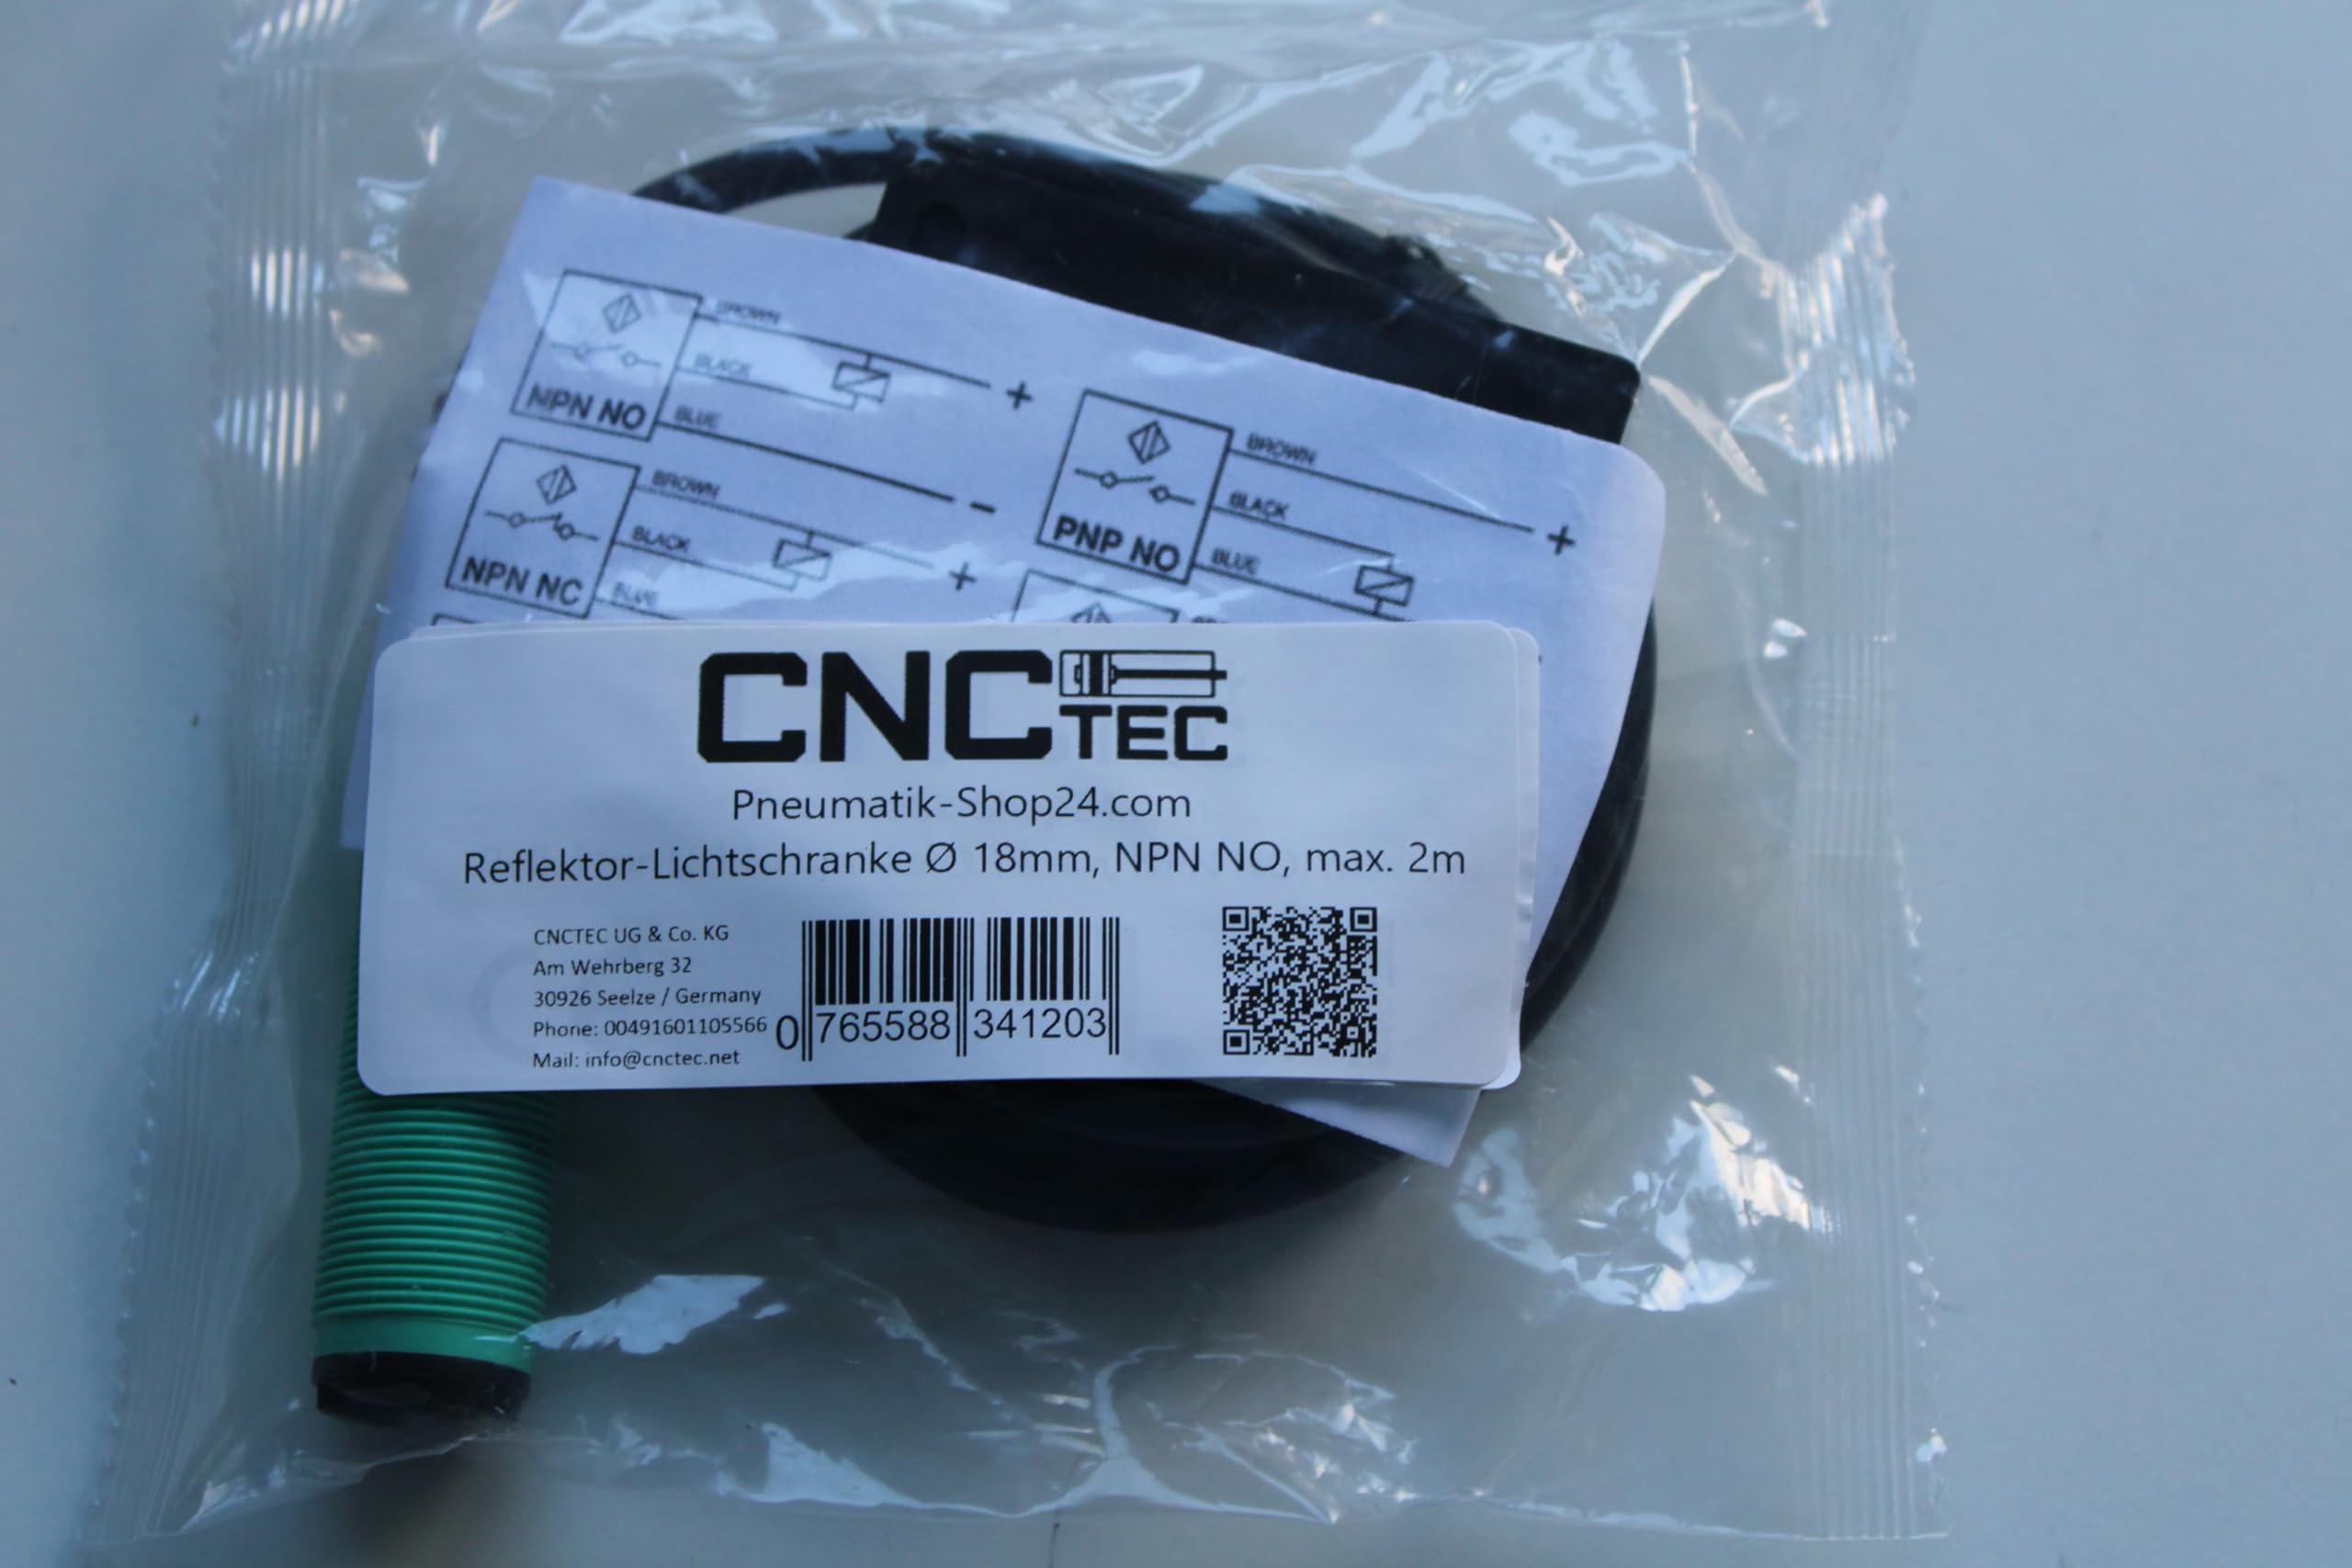 BROWN
BLACK
NPN NO
BLUE
+
-
BROWN
BLACK
NPN NC
BLUE
+
BROWN
BLACK
PNP NO
BLUE
+
CNC TEC
Pneumatik-Shop24.com
Reflektor-Lichtschranke Ø 18mm, NPN NO, max. 2m
CNCTEC UG & Co. KG
Am Wehrberg 32
30926 Seelze / Germany
Phone: 00491601105566
Mail: info@cnctec.net
0 765588 341203